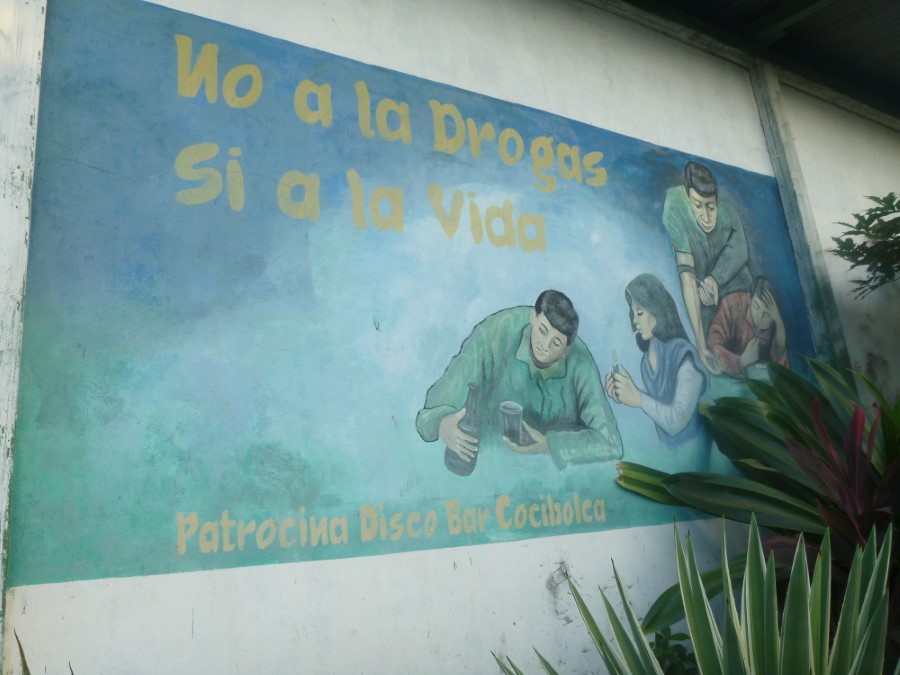 No a la Drogas
Si a la Vida
Patrocina Disco Bar Cocibolca